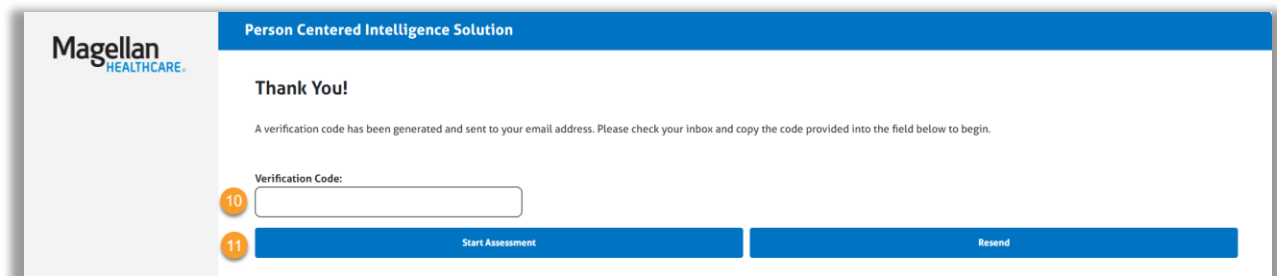 Magellan
HEALTHCARE®
Person Centered Intelligence Solution
Thank You!
A verification code has been generated and sent to your email address. Please check your inbox and copy the code provided into the field below to begin.
Verification Code:
10
11
Start Assessment
Resend